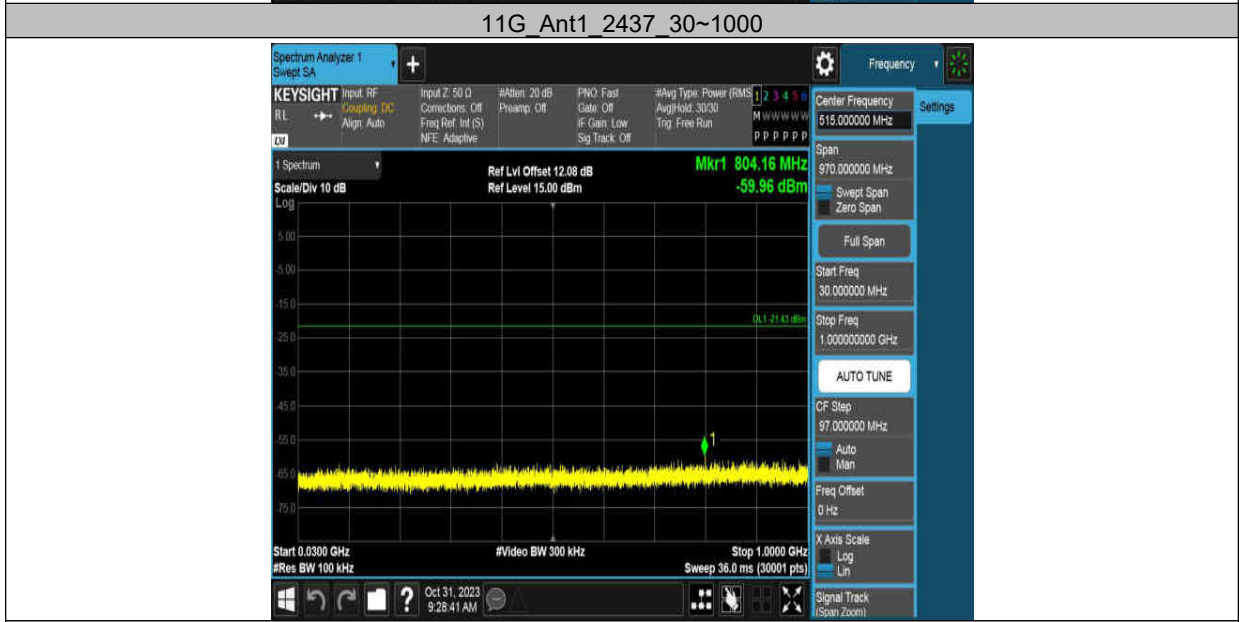 11G_Ant1_2437_30~1000
Spectrum Analyzer 1
Swept SA
Frequency
KEYSIGHT
RL
Input: RF
Coupling: DC
Align: Auto
Input Z: 50 Ω
Corrections: Off
Freq Ref: Int (S)
NFE: Adaptive
#Atten: 20 dB
Preamp: Off
PNO: Fast
Gate: Off
IF Gain: Low
Sig Track: Off
#Avg Type: Power (RMS
Avg|Hold: 30/30
Trig: Free Run
1 2 3 4 5 6
M W W W W W
P P P P P P
1 Spectrum
Scale/Div 10 dB
Ref Lvl Offset 12.08 dB
Ref Level 15.00 dBm
Mkr1 804.16 MHz
-59.96 dBm
Log
5.00
-5.00
-15.0
DL1 -21.43 dBm
-25.0
-35.0
-45.0
-55.0
1
-65.0
-75.0
Start 0.0300 GHz
#Res BW 100 kHz
#Video BW 300 kHz
Stop 1.0000 GHz
Sweep 36.0 ms (30001 pts)
Center Frequency
515.000000 MHz
Settings
Span
970.000000 MHz
Swept Span
Zero Span
Full Span
Start Freq
30.000000 MHz
Stop Freq
1.000000000 GHz
AUTO TUNE
CF Step
97.000000 MHz
Auto
Man
Freq Offset
0 Hz
X Axis Scale
Log
Lin
Signal Track
(Span Zoom)
?
Oct 31, 2023
9:28:41 AM